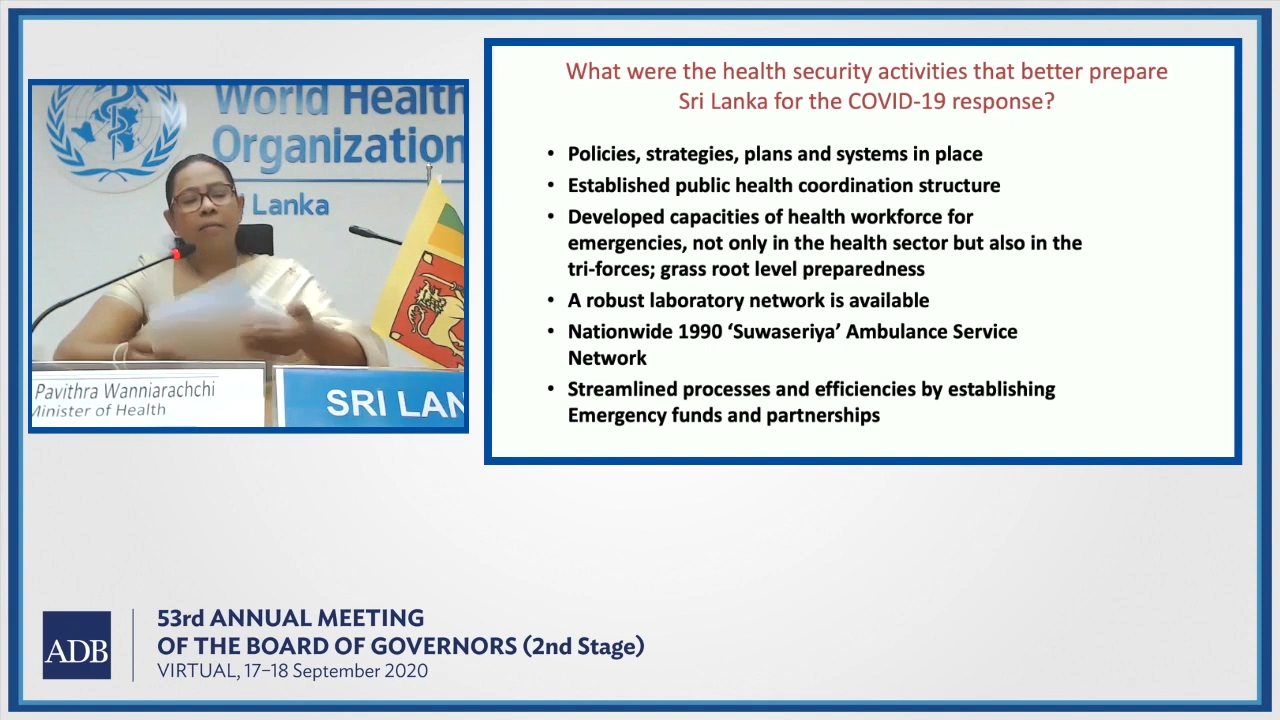 World Health
Organization
Lanka
Pavithra Wanniarachchi
Minister of Health
SRI LAN
What were the health security activities that better prepare
Sri Lanka for the COVID-19 response?
• Policies, strategies, plans and systems in place
• Established public health coordination structure
• Developed capacities of health workforce for
emergencies, not only in the health sector but also in the
tri-forces; grass root level preparedness
• A robust laboratory network is available
• Nationwide 1990 ‘Suwaseriya’ Ambulance Service
Network
• Streamlined processes and efficiencies by establishing
Emergency funds and partnerships
ADB
53rd ANNUAL MEETING
OF THE BOARD OF GOVERNORS (2nd Stage)
VIRTUAL, 17–18 September 2020